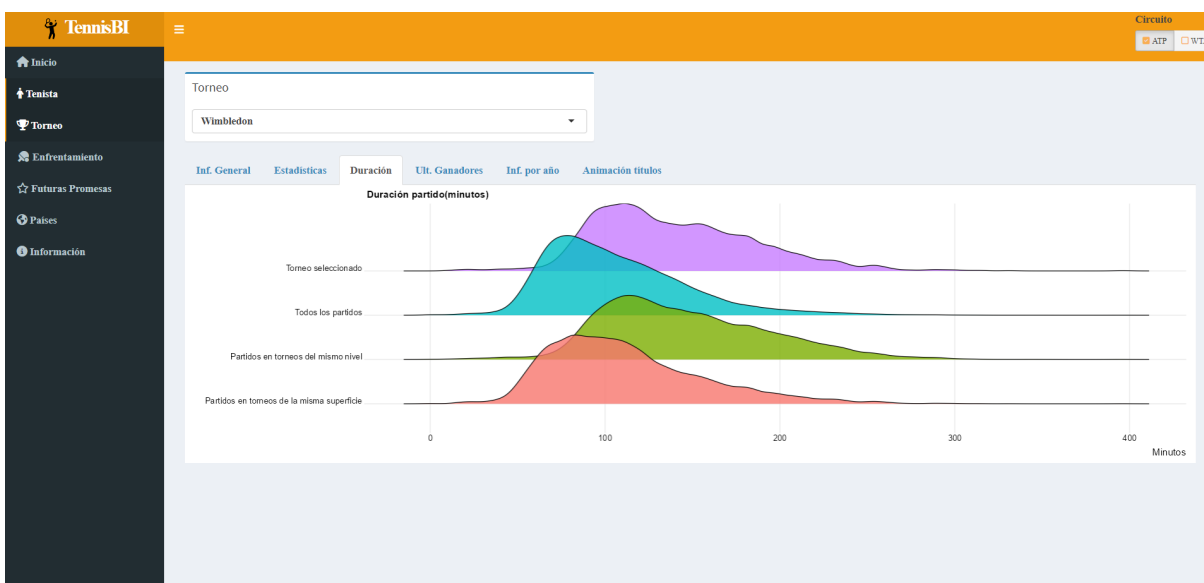 TennisBI
Circuito
ATP
Inicio
Tenista
Torneo
Enfrentamiento
Futuras Promesas
Países
Información
Torneo
Wimbledon
Inf. General Estadísticas Duración Ult. Ganadores Inf. por año Animación títulos
Duración partido(minutos)
Torneo seleccionado
Todos los partidos
Partidos en torneos del mismo nivel
Partidos en torneos de la misma superficie
0 100 200 300 400
Minutos